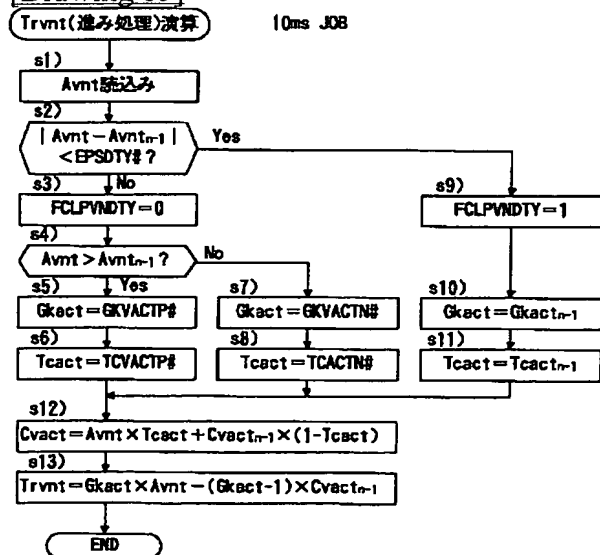 Trvnt(進み処理)演算
10ms JOB
s1)
Avnt読込み
s2)
| Avnt－Avntn-1 |
<EPSDTY#？
Yes
No
s3)
FCLPVNDTY＝0
s9)
FCLPVNDTY＝1
s4)
Avnt＞Avntn-1？
No
Yes
s5)
Gkact＝GKVACTP#
s7)
Gkact＝GKVACTN#
s10)
Gkact＝Gkactn-1
s6)
Tcact＝TCVACTP#
s8)
Tcact＝TCACTN#
s11)
Tcact＝Tcactn-1
s12)
Cvact＝Avnt×Tcact＋Cvactn-1×(1-Tcact)
s13)
Trvnt＝Gkact×Avnt－(Gkact-1)×Cvactn-1
END